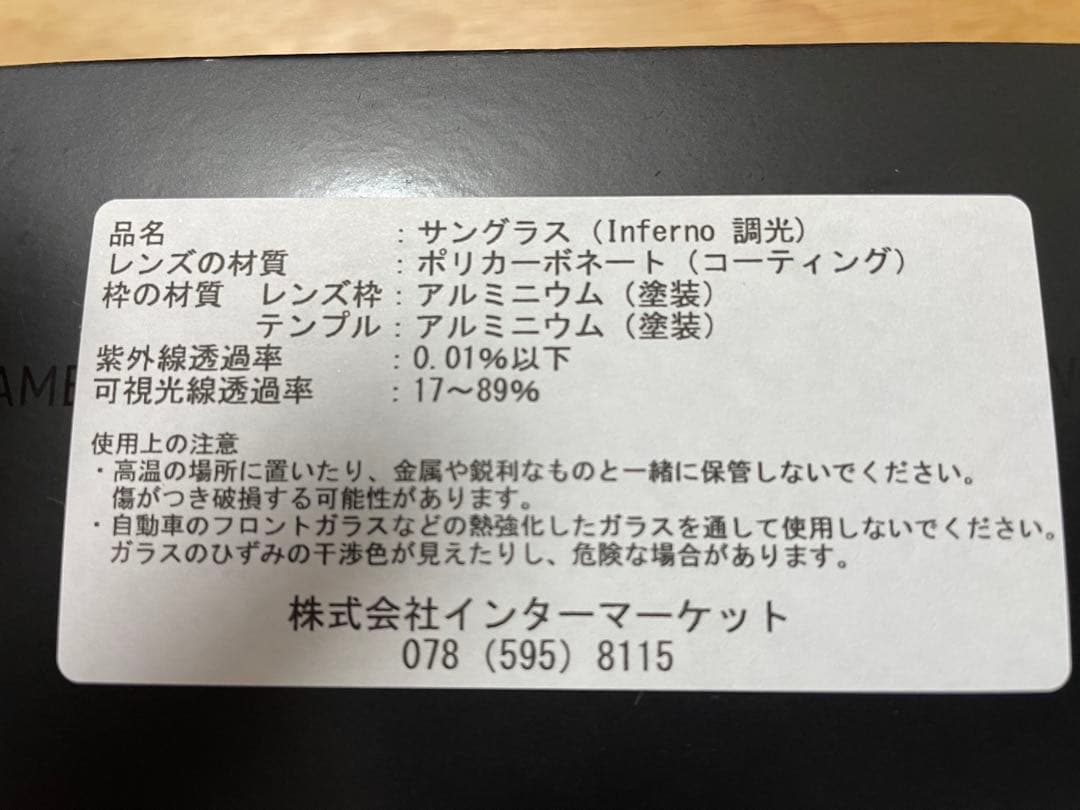 品名 : サングラス (Inferno 調光)
レンズの材質 : ポリカーボネート (コーティング)
枠の材質 レンズ枠 : アルミニウム (塗装)
テンプル : アルミニウム (塗装)
紫外線透過率 : 0.01%以下
可視光線透過率 : 17〜89%
使用上の注意
・高温の場所に置いたり、金属や鋭利なものと一緒に保管しないでください。
傷がつき破損する可能性があります。
・自動車のフロントガラスなどの熱強化したガラスを通して使用しないでください。
ガラスのひずみの干渉色が見えたりし、危険な場合があります。
株式会社インターマーケット
078 (595) 8115